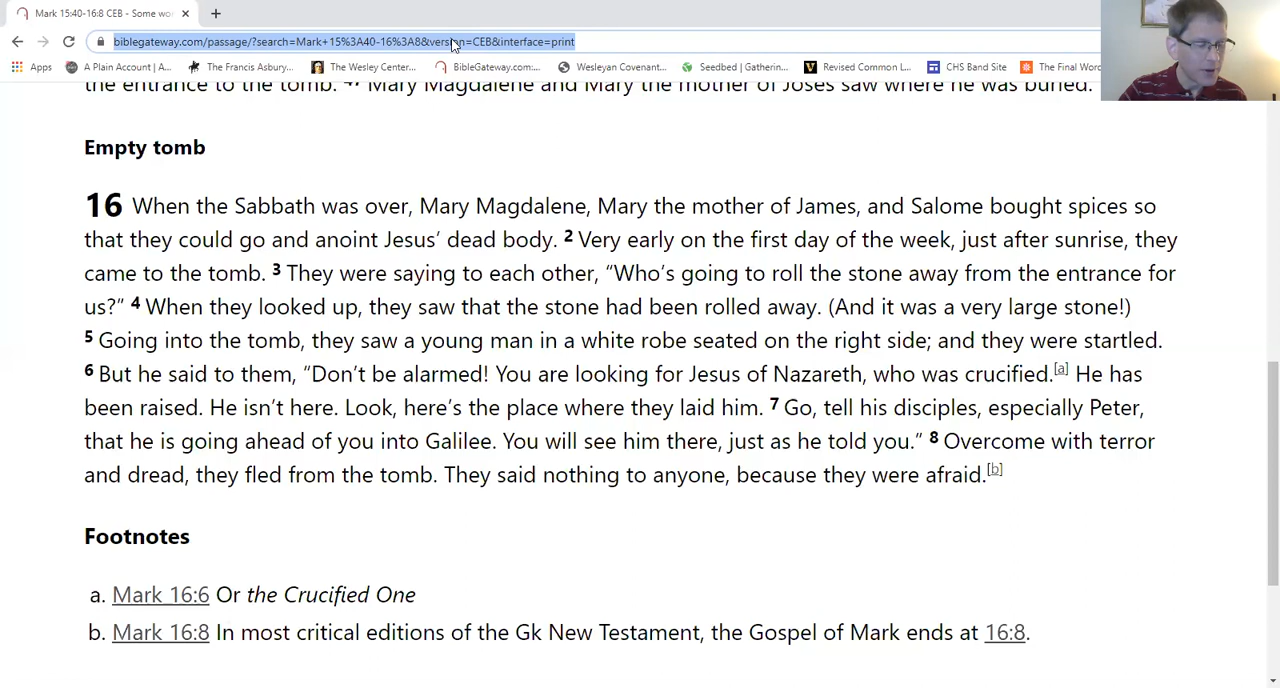 Mark 15:40-16:8 CEB - Some wo
biblegateway.com/passage/?search=Mark+15%3A40-16%3A8&version=CEB&interface=print
Apps A Plain Account | A... The Francis Asbury... The Wesley Center... BibleGateway.com:... Wesleyan Covenant... Seedbed | Gatherin... Revised Common L... CHS Band Site The Final Word
the entrance to the tomb. 47 Mary Magdalene and Mary the mother of Joses saw where he was buried.
Empty tomb
16 When the Sabbath was over, Mary Magdalene, Mary the mother of James, and Salome bought spices so
that they could go and anoint Jesus’ dead body. 2 Very early on the first day of the week, just after sunrise, they
came to the tomb. 3 They were saying to each other, “Who’s going to roll the stone away from the entrance for
us?” 4 When they looked up, they saw that the stone had been rolled away. (And it was a very large stone!)
5 Going into the tomb, they saw a young man in a white robe seated on the right side; and they were startled.
6 But he said to them, “Don’t be alarmed! You are looking for Jesus of Nazareth, who was crucified.[a] He has
been raised. He isn’t here. Look, here’s the place where they laid him. 7 Go, tell his disciples, especially Peter,
that he is going ahead of you into Galilee. You will see him there, just as he told you.” 8 Overcome with terror
and dread, they fled from the tomb. They said nothing to anyone, because they were afraid.[b]
Footnotes
a. Mark 16:6 Or the Crucified One
b. Mark 16:8 In most critical editions of the Gk New Testament, the Gospel of Mark ends at 16:8.